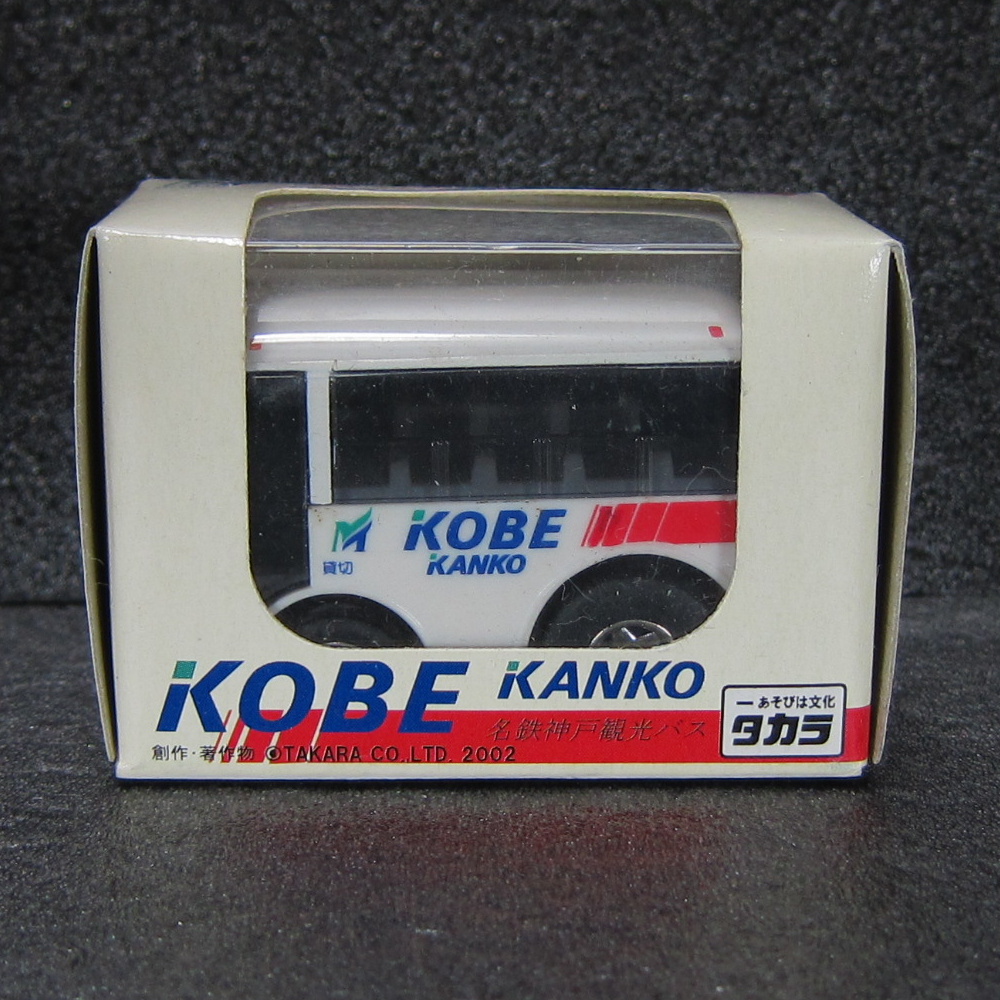 KOBE
KANKO
貸切
KOBE KANKO
名鉄神戸観光バス
創作・著作物 ©TAKARA CO.,LTD. 2002
ー あそびは文化
タカラ